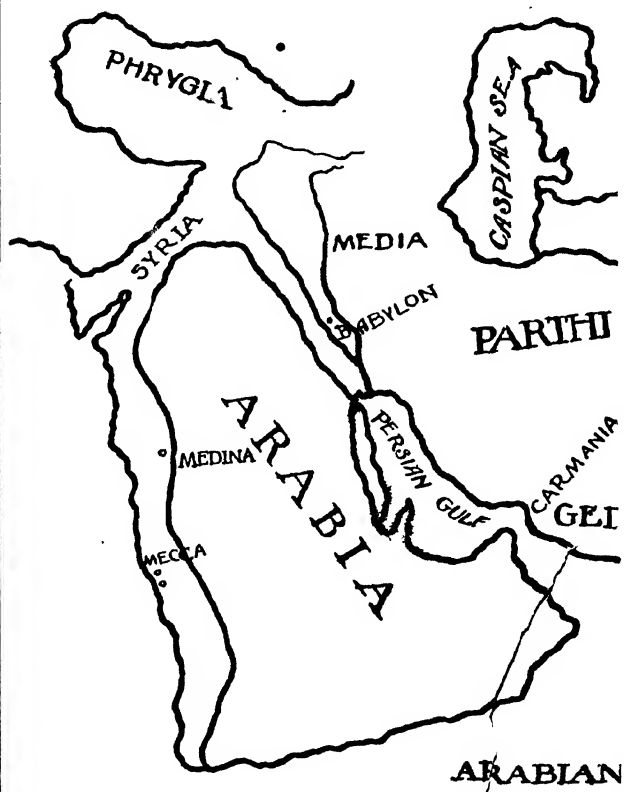 PHRYGIA
CASPIAN SEA
SYRIA
MEDIA
BABYLON
PARTHI
ARABIA
PERSIAN GULF
CARMANIA
MEDINA
GEI
MECCA
ARABIAN